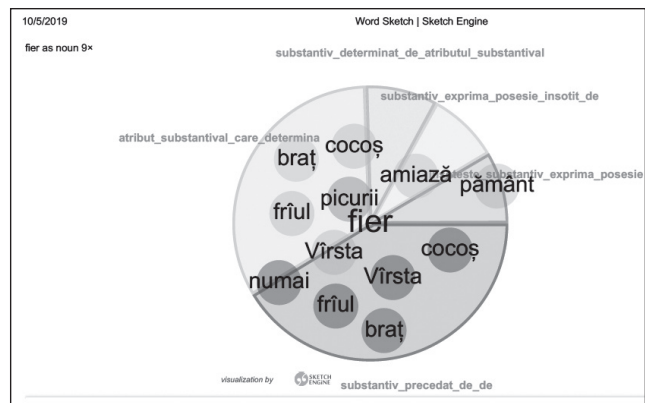 10/5/2019 Word Sketch | Sketch Engine
fier as noun 9×
substantiv_determinat_de_atributul_substantival
substantiv_exprima_posesie_insotit_de
atribut_substantival_care_determina
cocoș
braț
amiază
este_substantiv_exprima_posesie
pământ
picurii
frîul
fier
Vîrsta
cocoș
numai
Vîrsta
frîul
braț
visualization by SKETCH ENGINE
substantiv_precedat_de_de